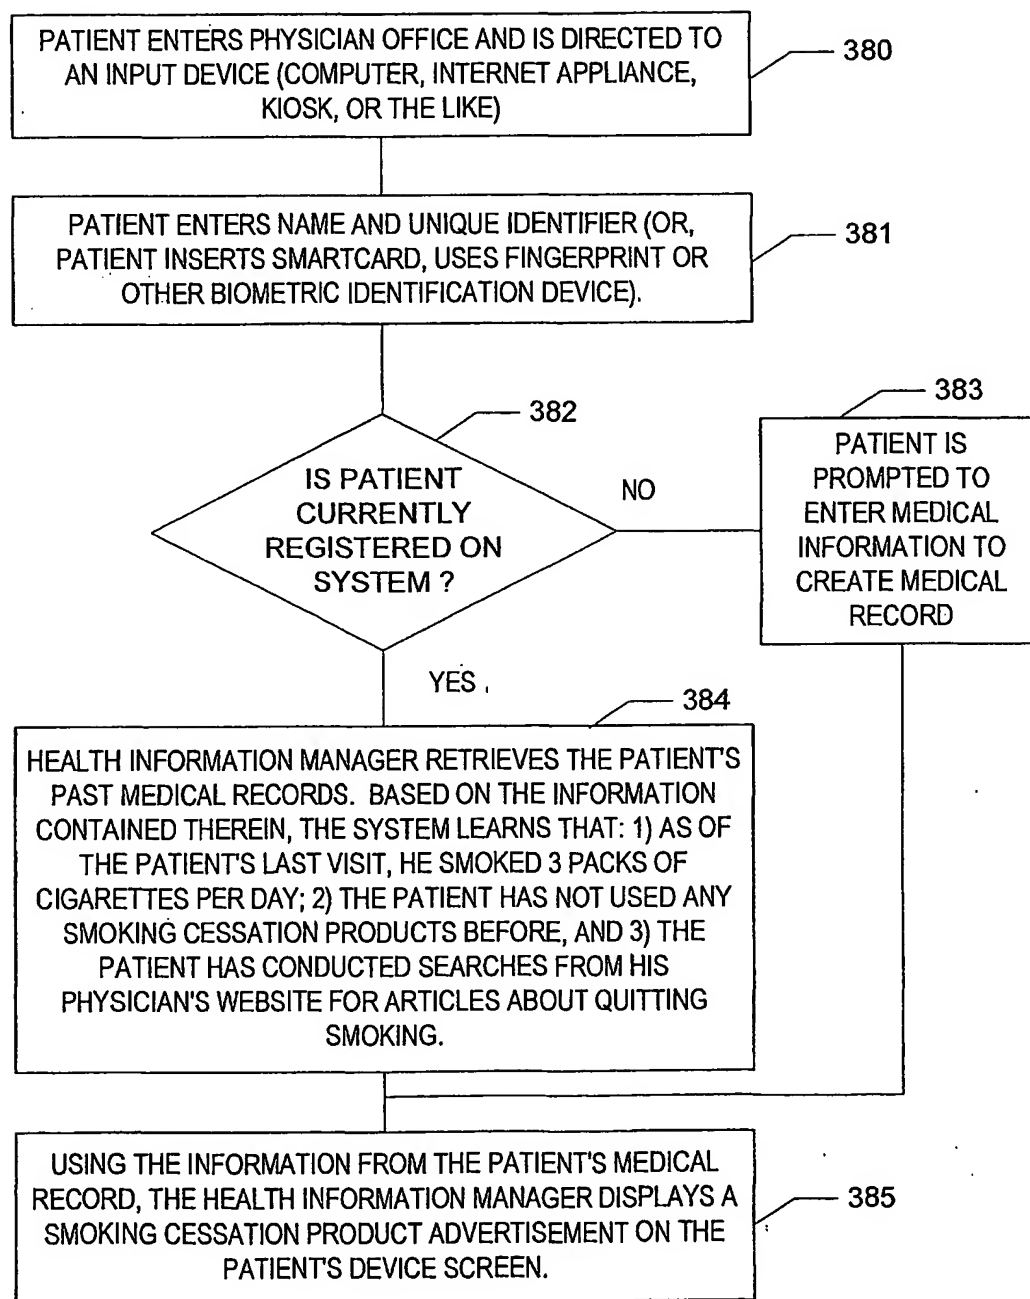 PATIENT ENTERS PHYSICIAN OFFICE AND IS DIRECTED TO
AN INPUT DEVICE (COMPUTER, INTERNET APPLIANCE,
KIOSK, OR THE LIKE)
380
PATIENT ENTERS NAME AND UNIQUE IDENTIFIER (OR,
PATIENT INSERTS SMARTCARD, USES FINGERPRINT OR
OTHER BIOMETRIC IDENTIFICATION DEVICE).
381
382
IS PATIENT
CURRENTLY
REGISTERED ON
SYSTEM ?
NO
383
PATIENT IS
PROMPTED TO
ENTER MEDICAL
INFORMATION TO
CREATE MEDICAL
RECORD
YES
384
HEALTH INFORMATION MANAGER RETRIEVES THE PATIENT'S
PAST MEDICAL RECORDS. BASED ON THE INFORMATION
CONTAINED THEREIN, THE SYSTEM LEARNS THAT: 1) AS OF
THE PATIENT'S LAST VISIT, HE SMOKED 3 PACKS OF
CIGARETTES PER DAY; 2) THE PATIENT HAS NOT USED ANY
SMOKING CESSATION PRODUCTS BEFORE, AND 3) THE
PATIENT HAS CONDUCTED SEARCHES FROM HIS
PHYSICIAN'S WEBSITE FOR ARTICLES ABOUT QUITTING
SMOKING.
USING THE INFORMATION FROM THE PATIENT'S MEDICAL
RECORD, THE HEALTH INFORMATION MANAGER DISPLAYS A
SMOKING CESSATION PRODUCT ADVERTISEMENT ON THE
PATIENT'S DEVICE SCREEN.
385